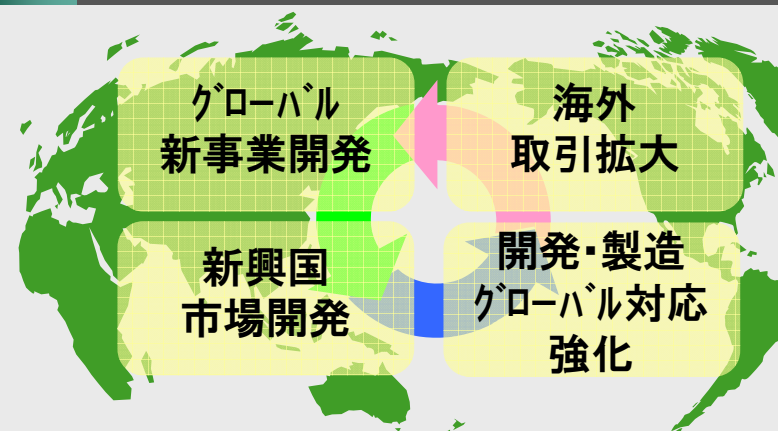 ｸﾞﾛｰﾊﾞﾙ
新事業開発
海外
取引拡大
新興国
市場開発
開発･製造
ｸﾞﾛｰﾊﾞﾙ対応
強化